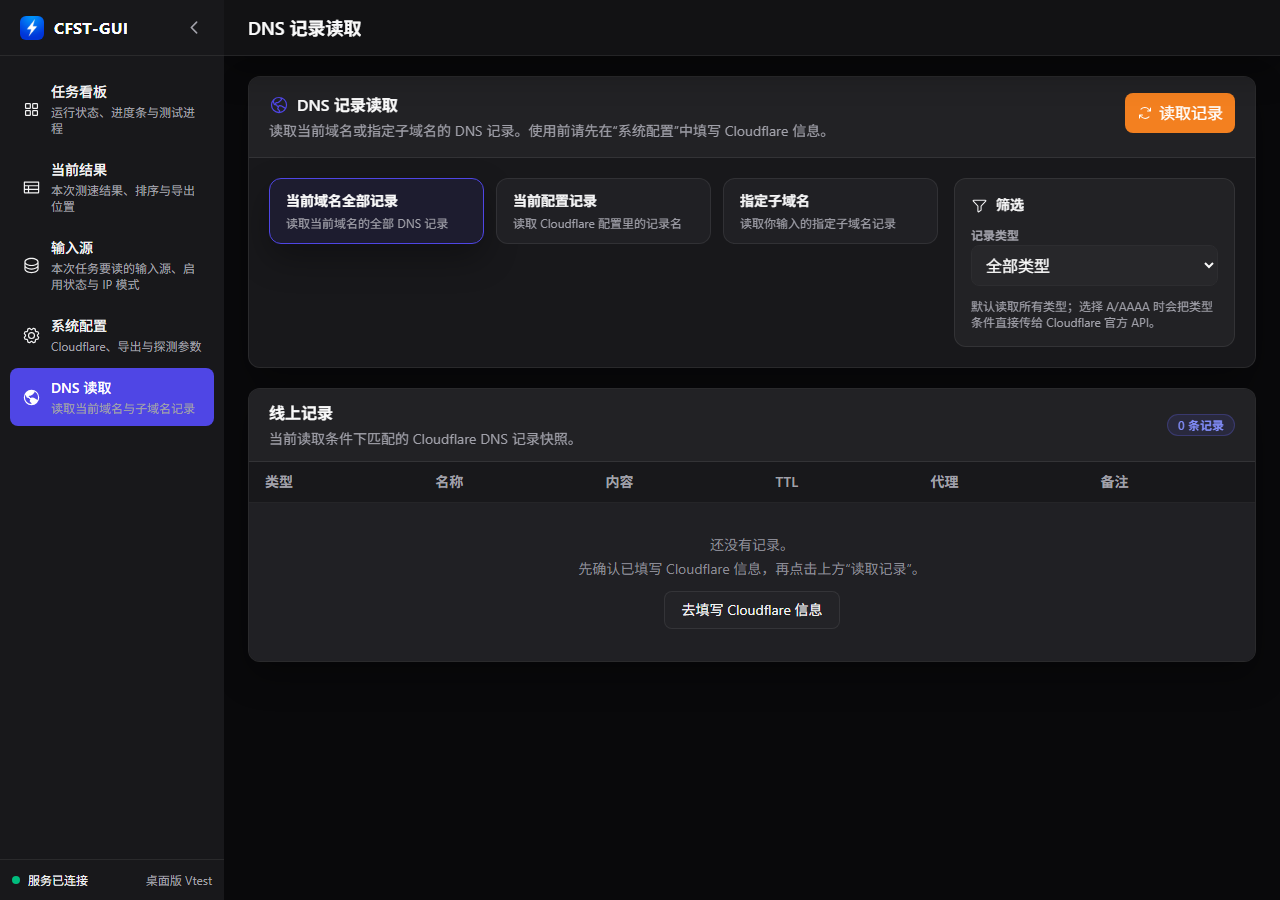 CFST-GUI
任务看板
运行状态、进度条与测试进
程
当前结果
本次测速结果、排序与导出
位置
输入源
本次任务要读的输入源、启
用状态与 IP 模式
系统配置
Cloudflare、导出与探测参数
DNS 读取
读取当前域名与子域名记录
服务已连接
桌面版 Vtest
DNS 记录读取
DNS 记录读取
读取当前域名或指定子域名的 DNS 记录。使用前请先在“系统配置”中填写 Cloudflare 信息。
读取记录
当前域名全部记录
读取当前域名的全部 DNS 记录
当前配置记录
读取 Cloudflare 配置里的记录名
指定子域名
读取你输入的指定子域名记录
筛选
记录类型
全部类型
默认读取所有类型；选择 A/AAAA 时会把类型
条件直接传给 Cloudflare 官方 API。
线上记录
当前读取条件下匹配的 Cloudflare DNS 记录快照。
0 条记录
类型 名称 内容 TTL 代理 备注
还没有记录。
先确认已填写 Cloudflare 信息，再点击上方“读取记录”。
去填写 Cloudflare 信息